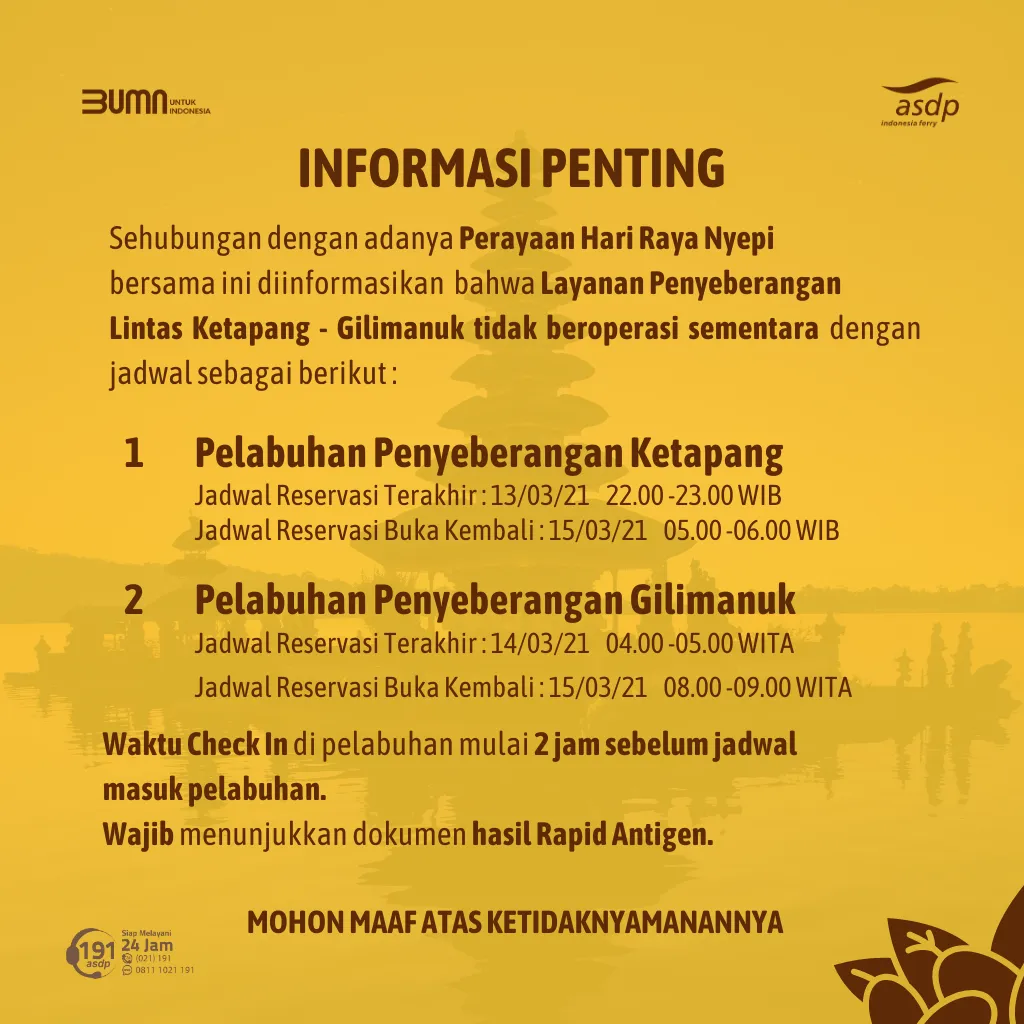 BUMN UNTUK
INDONESIA
asdp
indonesia ferry
INFORMASI PENTING
Sehubungan dengan adanya Perayaan Hari Raya Nyepi
bersama ini diinformasikan bahwa Layanan Penyeberangan
Lintas Ketapang - Gilimanuk tidak beroperasi sementara dengan
jadwal sebagai berikut :
1 Pelabuhan Penyeberangan Ketapang
Jadwal Reservasi Terakhir : 13/03/21 22.00 -23.00 WIB
Jadwal Reservasi Buka Kembali : 15/03/21 05.00 -06.00 WIB
2 Pelabuhan Penyeberangan Gilimanuk
Jadwal Reservasi Terakhir : 14/03/21 04.00 -05.00 WITA
Jadwal Reservasi Buka Kembali : 15/03/21 08.00 -09.00 WITA
Waktu Check In di pelabuhan mulai 2 jam sebelum jadwal
masuk pelabuhan.
Wajib menunjukkan dokumen hasil Rapid Antigen.
MOHON MAAF ATAS KETIDAKNYAMANANNYA
191
asdp
Siap Melayani
24 Jam
(021) 191
0811 1021 191